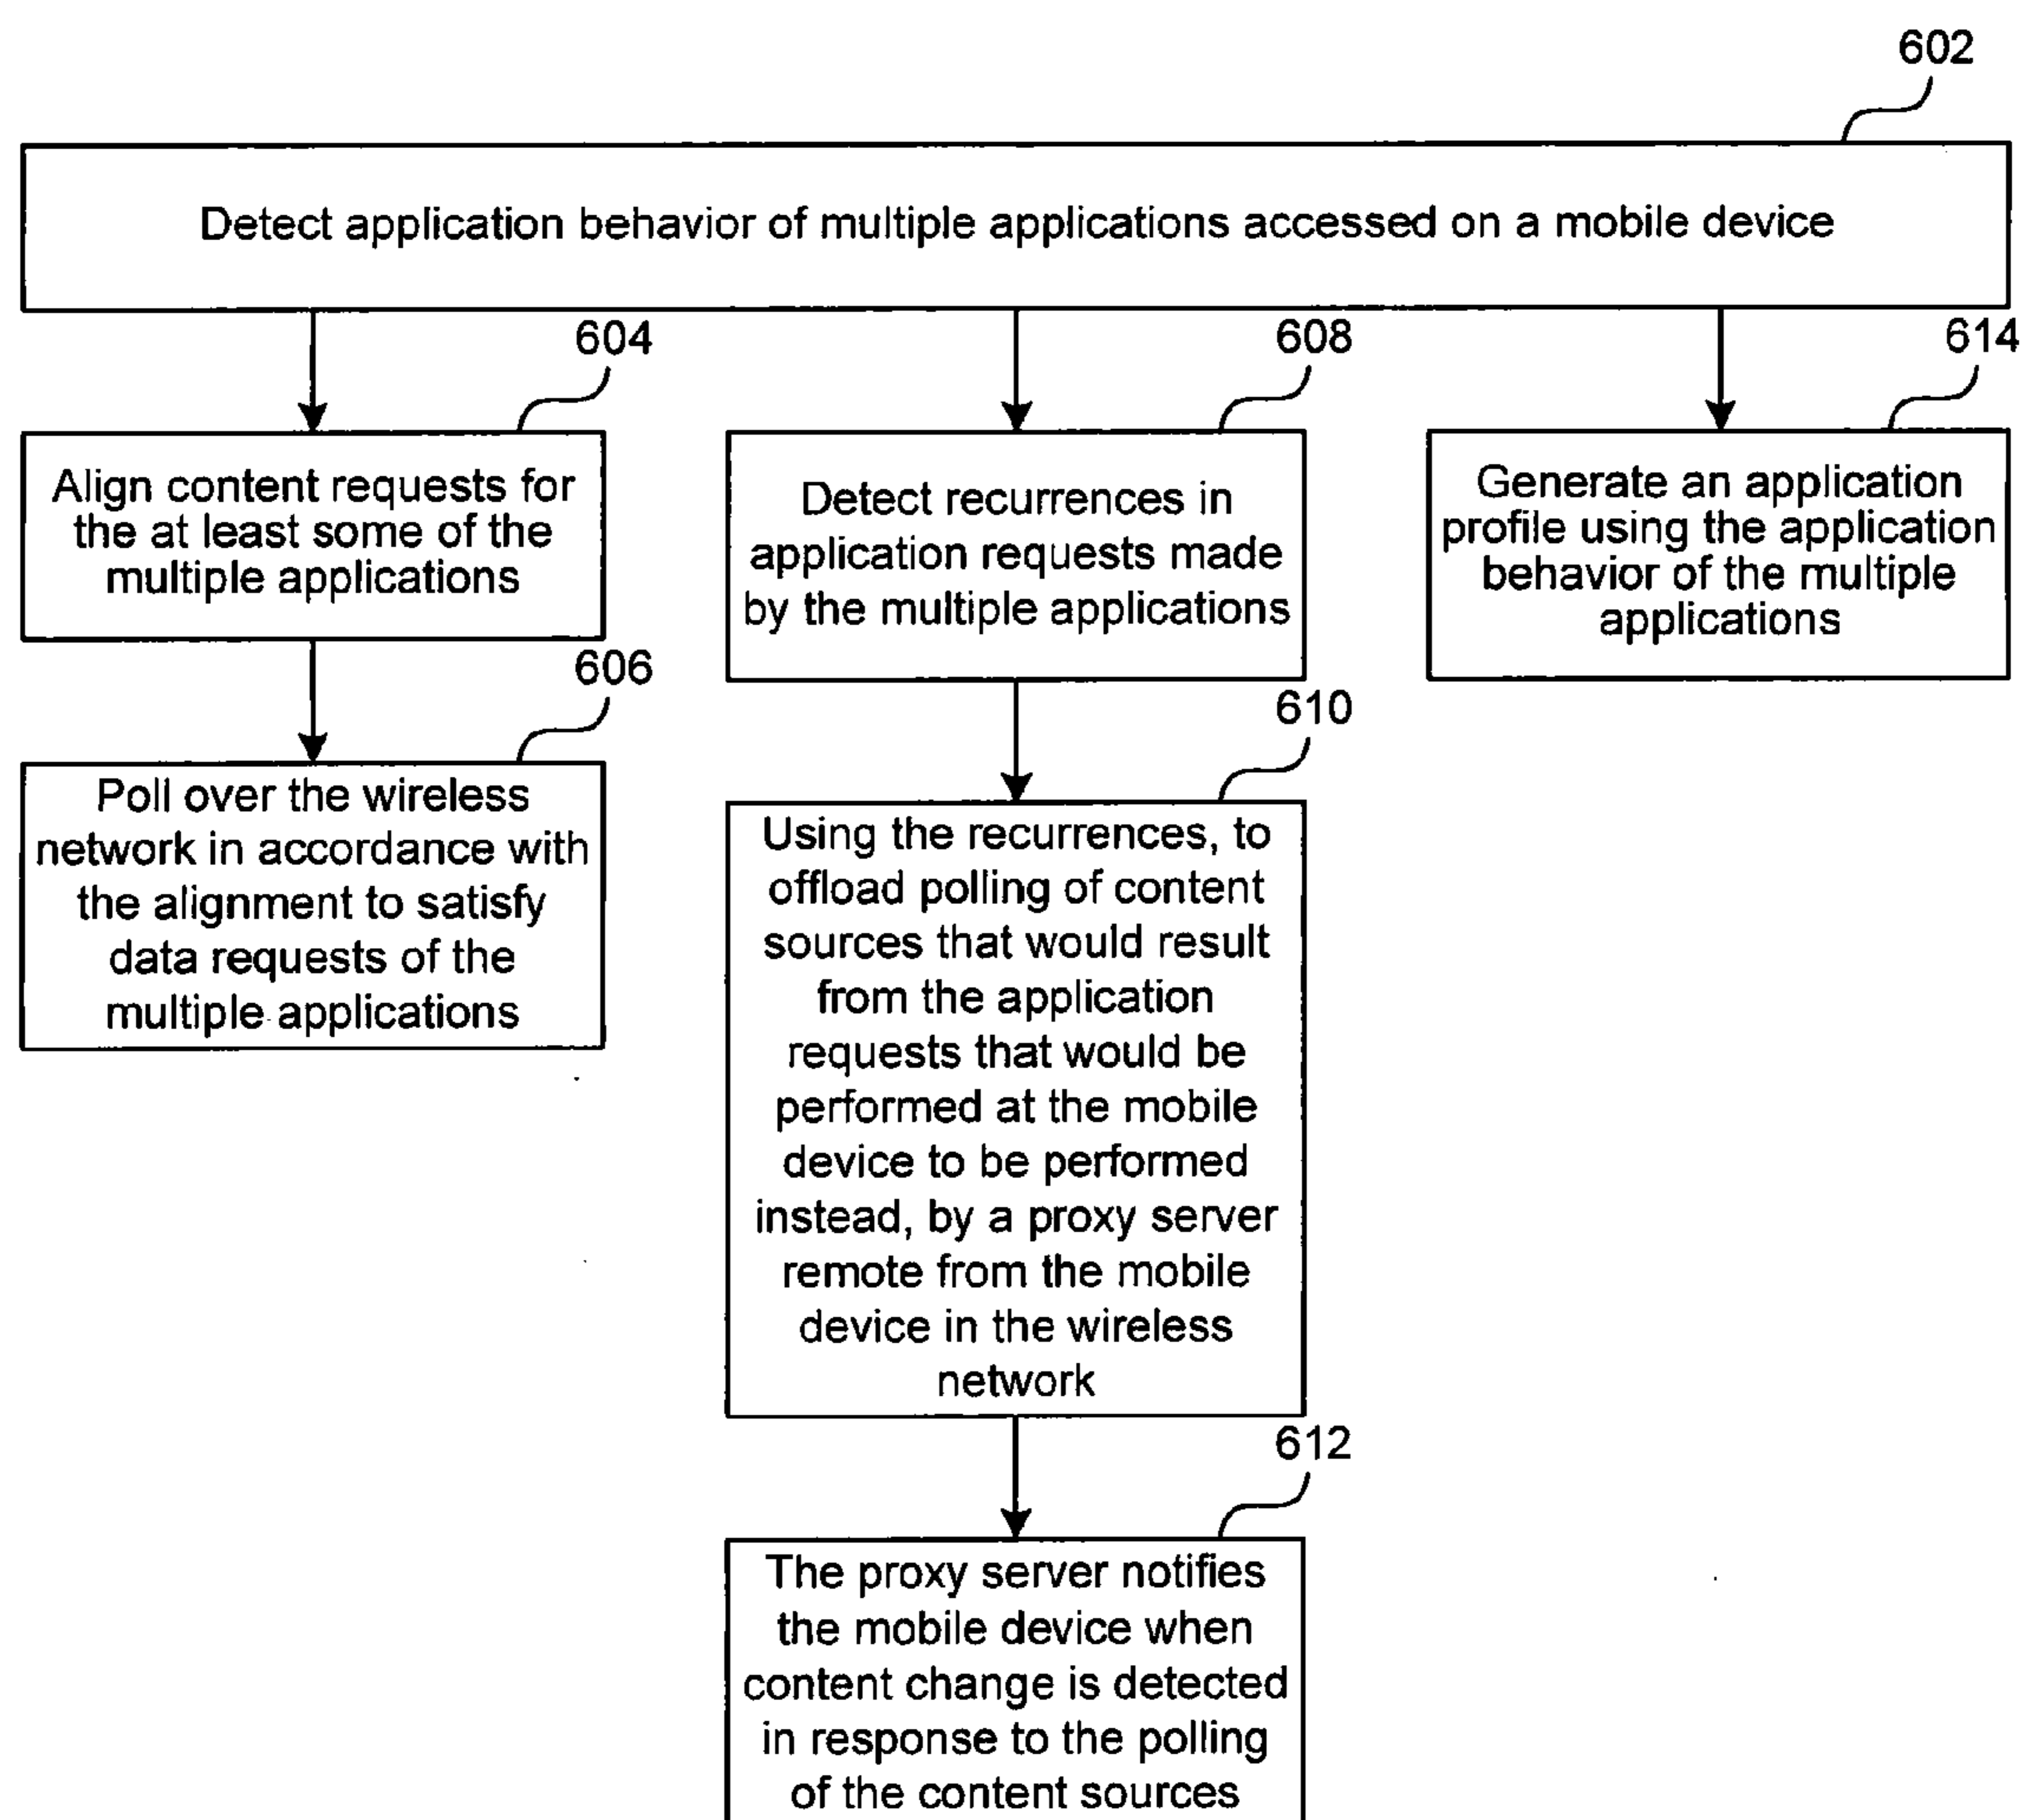 602
Detect application behavior of multiple applications accessed on a mobile device
604
Align content requests for
the at least some of the
multiple applications
606
Poll over the wireless
network in accordance with
the alignment to satisfy
data requests of the
multiple applications
608
Detect recurrences in
application requests made
by the multiple applications
610
Using the recurrences, to
offload polling of content
sources that would result
from the application
requests that would be
performed at the mobile
device to be performed
instead, by a proxy server
remote from the mobile
device in the wireless
network
612
The proxy server notifies
the mobile device when
content change is detected
in response to the polling
of the content sources
614
Generate an application
profile using the application
behavior of the multiple
applications